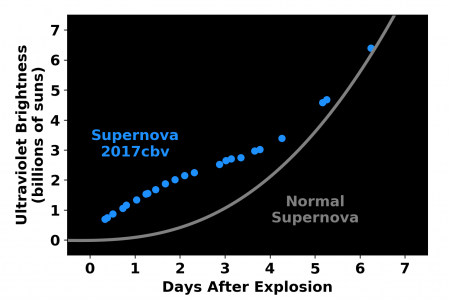 Ultraviolet Brightness
(billions of suns)
7
6
5
4
3
2
1
0
Supernova
2017cbv
Normal
Supernova
0 1 2 3 4 5 6 7
Days After Explosion